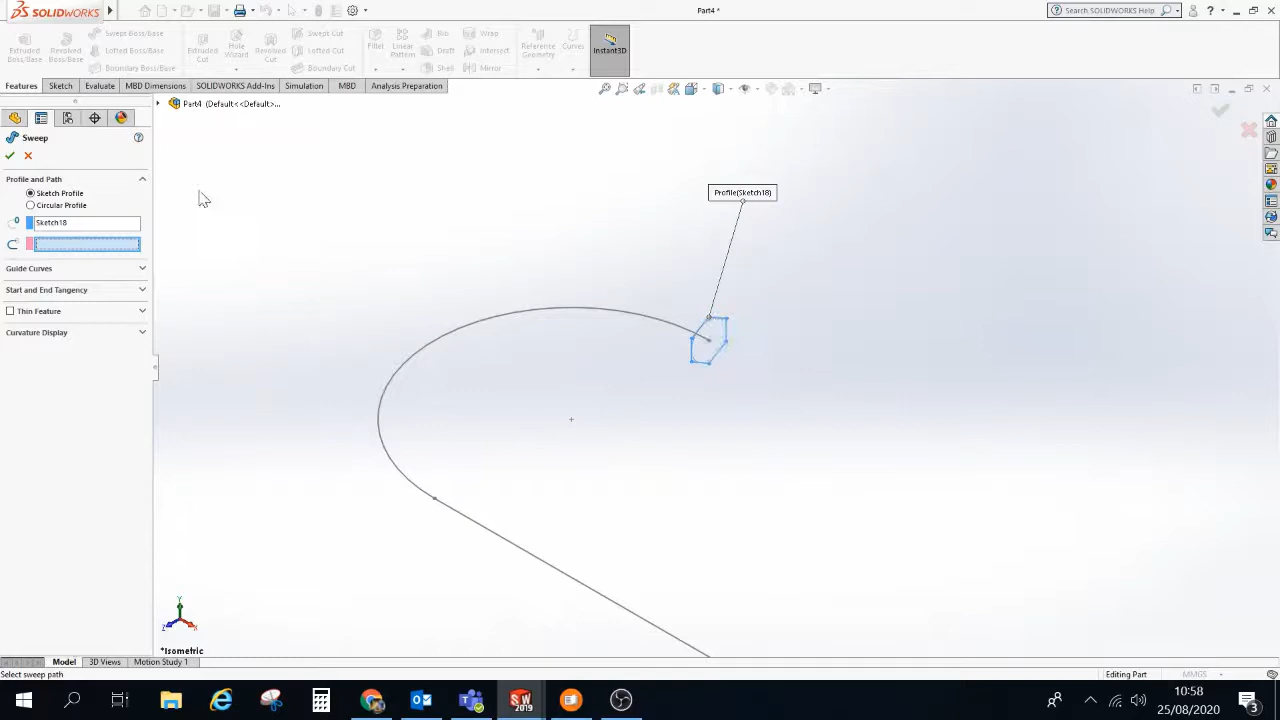 SOLIDWORKS
Part4 *
Search SOLIDWORKS Help
Extruded Boss/Base
Revolved Boss/Base
Swept Boss/Base
Lofted Boss/Base
Boundary Boss/Base
Extruded Cut
Hole Wizard
Revolved Cut
Swept Cut
Lofted Cut
Boundary Cut
Fillet
Linear Pattern
Rib
Draft
Shell
Wrap
Intersect
Mirror
Reference Geometry
Curves
Instant3D
Features Sketch Evaluate MBD Dimensions SOLIDWORKS Add-Ins Simulation MBD Analysis Preparation
Part4 (Default<<Default>...
Sweep
Profile and Path
Sketch Profile
Circular Profile
Sketch18
Guide Curves
Start and End Tangency
Thin Feature
Curvature Display
Profile(Sketch18)
Y
Z X
*Isometric
Model 3D Views Motion Study 1
Select sweep path
Editing Part MMGS
SW
2019
10:58
25/08/2020
3